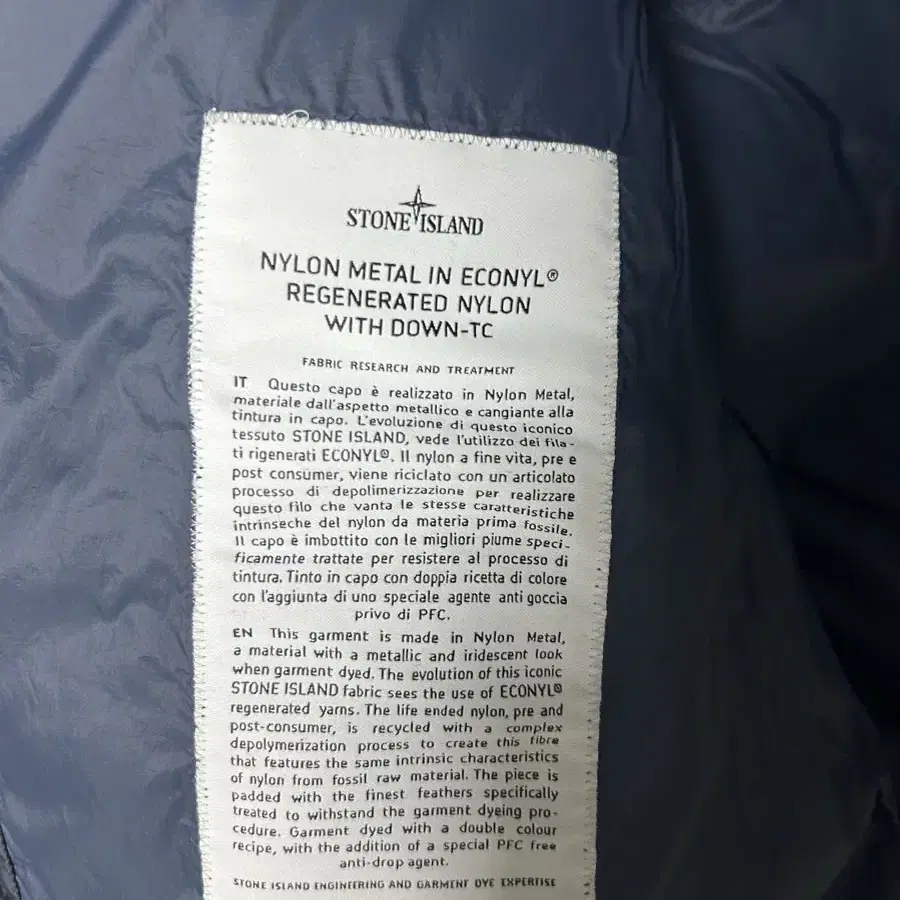 STONE ISLAND
NYLON METAL IN ECONYL®
REGENERATED NYLON
WITH DOWN-TC
FABRIC RESEARCH AND TREATMENT
IT Questo capo è realizzato in Nylon Metal,
materiale dall'aspetto metallico e cangiante alla
tintura in capo. L'evoluzione di questo iconico
tessuto STONE ISLAND, vede l'utilizzo dei fila-
ti rigenerati ECONYL®. Il nylon a fine vita, pre e
post consumer, viene riciclato con un articolato
processo di depolimerizzazione per realizzare
questo filo che vanta le stesse caratteristiche
intrinseche del nylon da materia prima fossile.
Il capo è imbottito con le migliori piume speci-
ficamente trattate per resistere al processo di
tintura. Tinto in capo con doppia ricetta di colore
con l'aggiunta di uno speciale agente anti goccia
privo di PFC.
EN This garment is made in Nylon Metal,
a material with a metallic and iridescent look
when garment dyed. The evolution of this iconic
STONE ISLAND fabric sees the use of ECONYL®
regenerated yarns. The life ended nylon, pre and
post-consumer, is recycled with a complex
depolymerization process to create this fibre
that features the same intrinsic characteristics
of nylon from fossil raw material. The piece is
padded with the finest feathers specifically
treated to withstand the garment dyeing pro-
cedure. Garment dyed with a double colour
recipe, with the addition of a special PFC free
anti-drop agent.
STONE ISLAND ENGINEERING AND GARMENT DYE EXPERTISE